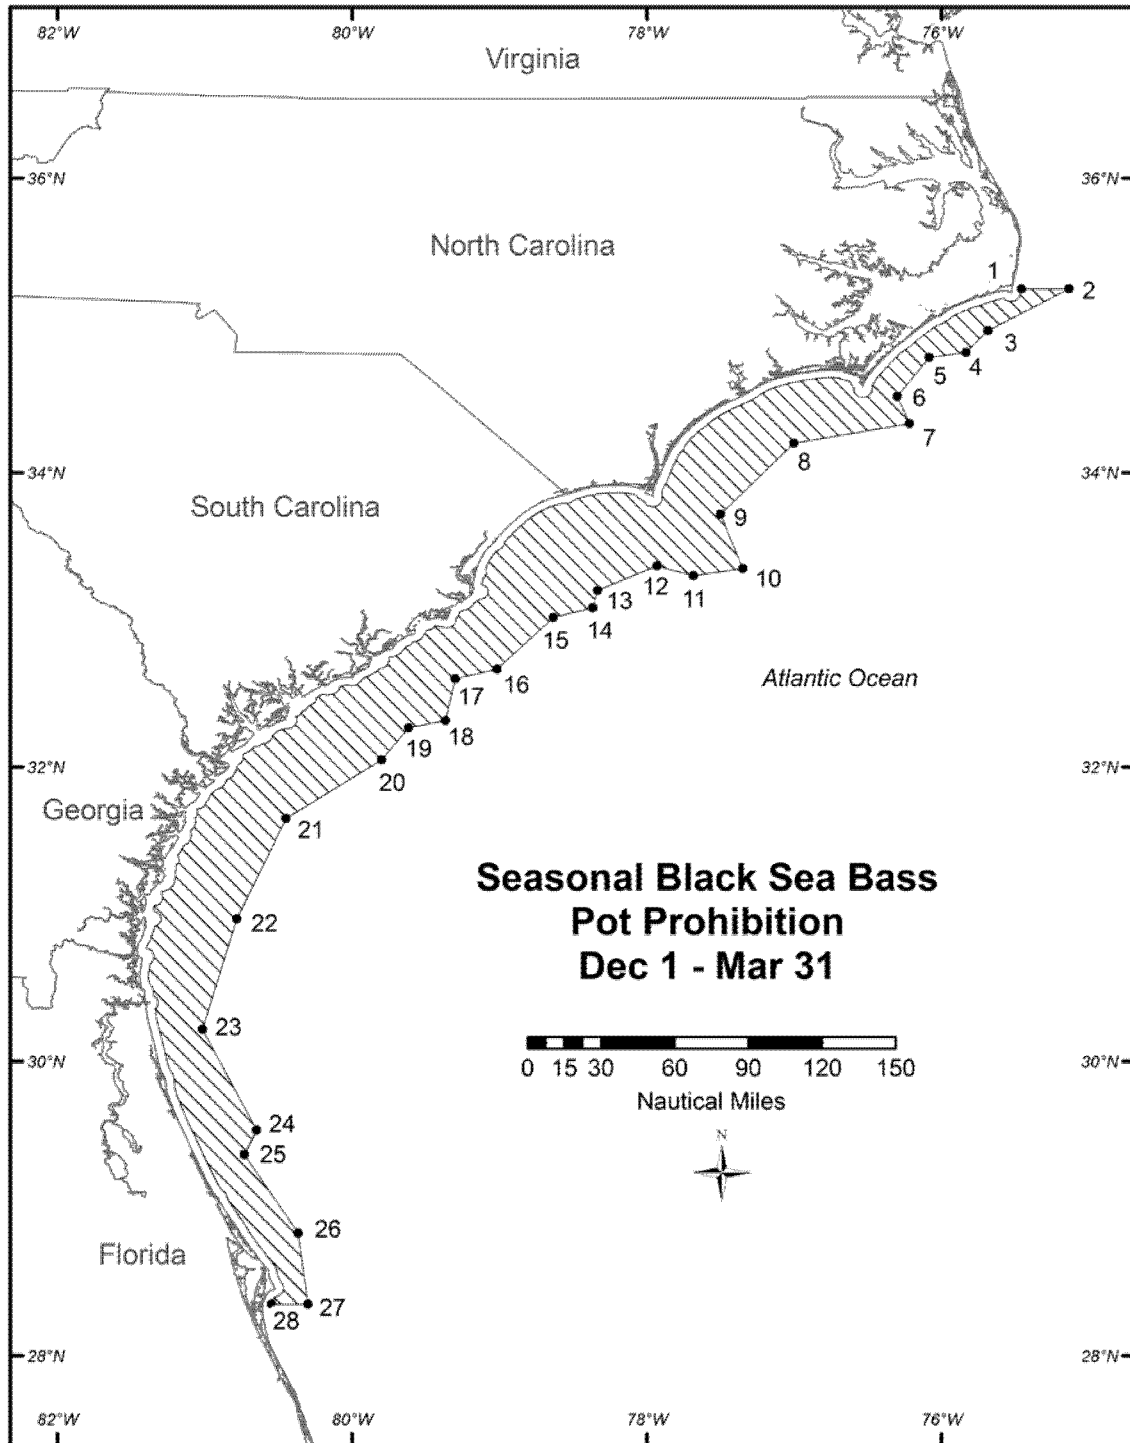 82°W 80°W 78°W 76°W
Virginia
36°N 36°N
North Carolina
1
2
3
4
5
6
7
8
34°N 34°N
South Carolina
9
10
12
11
13
14
15
16
Atlantic Ocean
17
18
19
20
32°N 32°N
Georgia
21
Seasonal Black Sea Bass
Pot Prohibition
Dec 1 - Mar 31
22
23
30°N 30°N
0 15 30 60 90 120 150
Nautical Miles
24
N
25
26
Florida
27
28
28°N 28°N
82°W 80°W 78°W 76°W